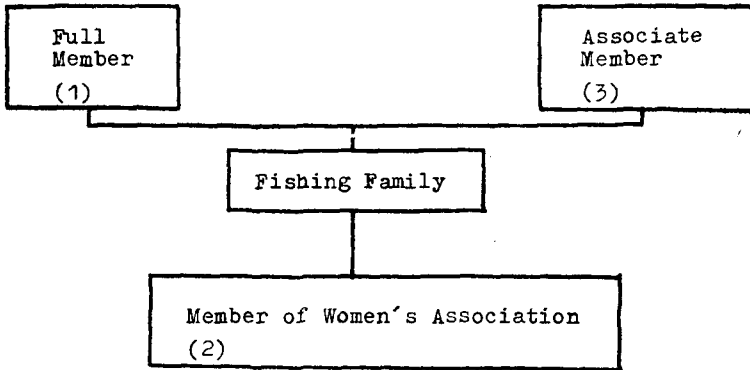 Full
Member
(1)
Associate
Member
(3)
Fishing Family
Member of Women´s Association
(2)